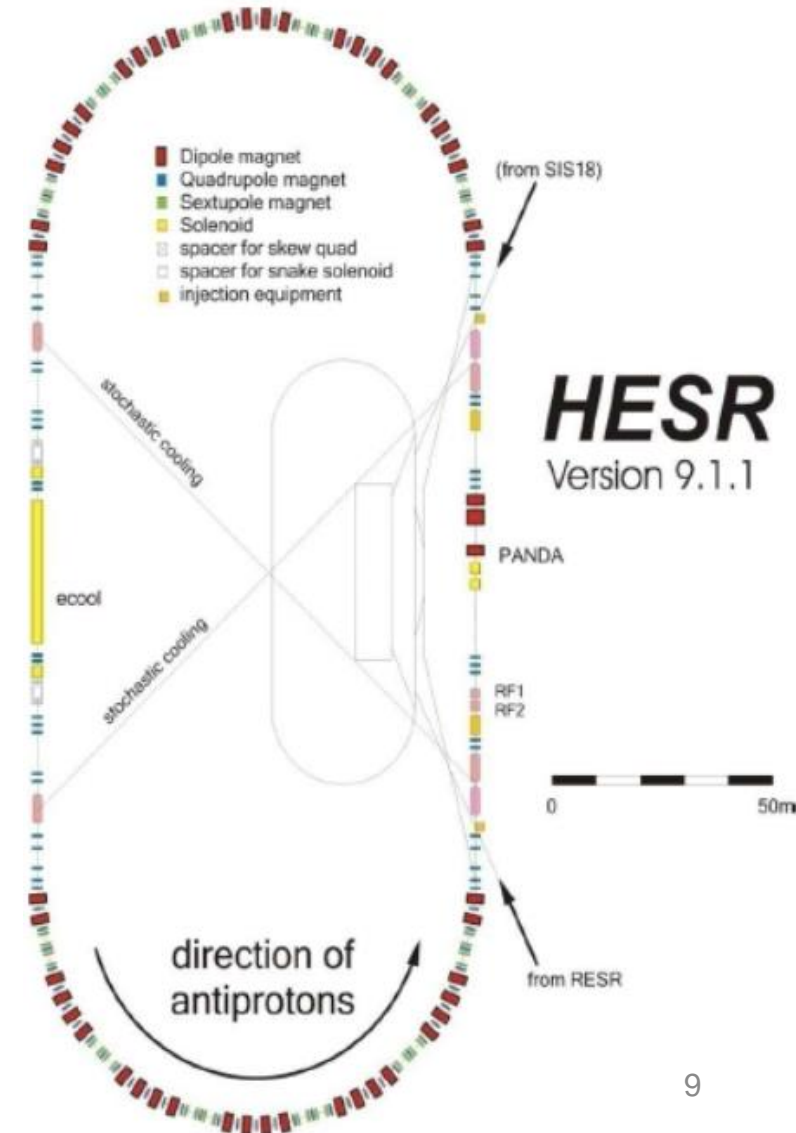 Dipole magnet
Quadrupole magnet
Sextupole magnet
Solenoid
spacer for skew quad
spacer for snake solenoid
injection equipment
(from SIS18)
stochastic cooling
HESR
Version 9.1.1
PANDA
ecool
stochastic cooling
RF1
RF2
0
50m
direction of
antiprotons
from RESR
9